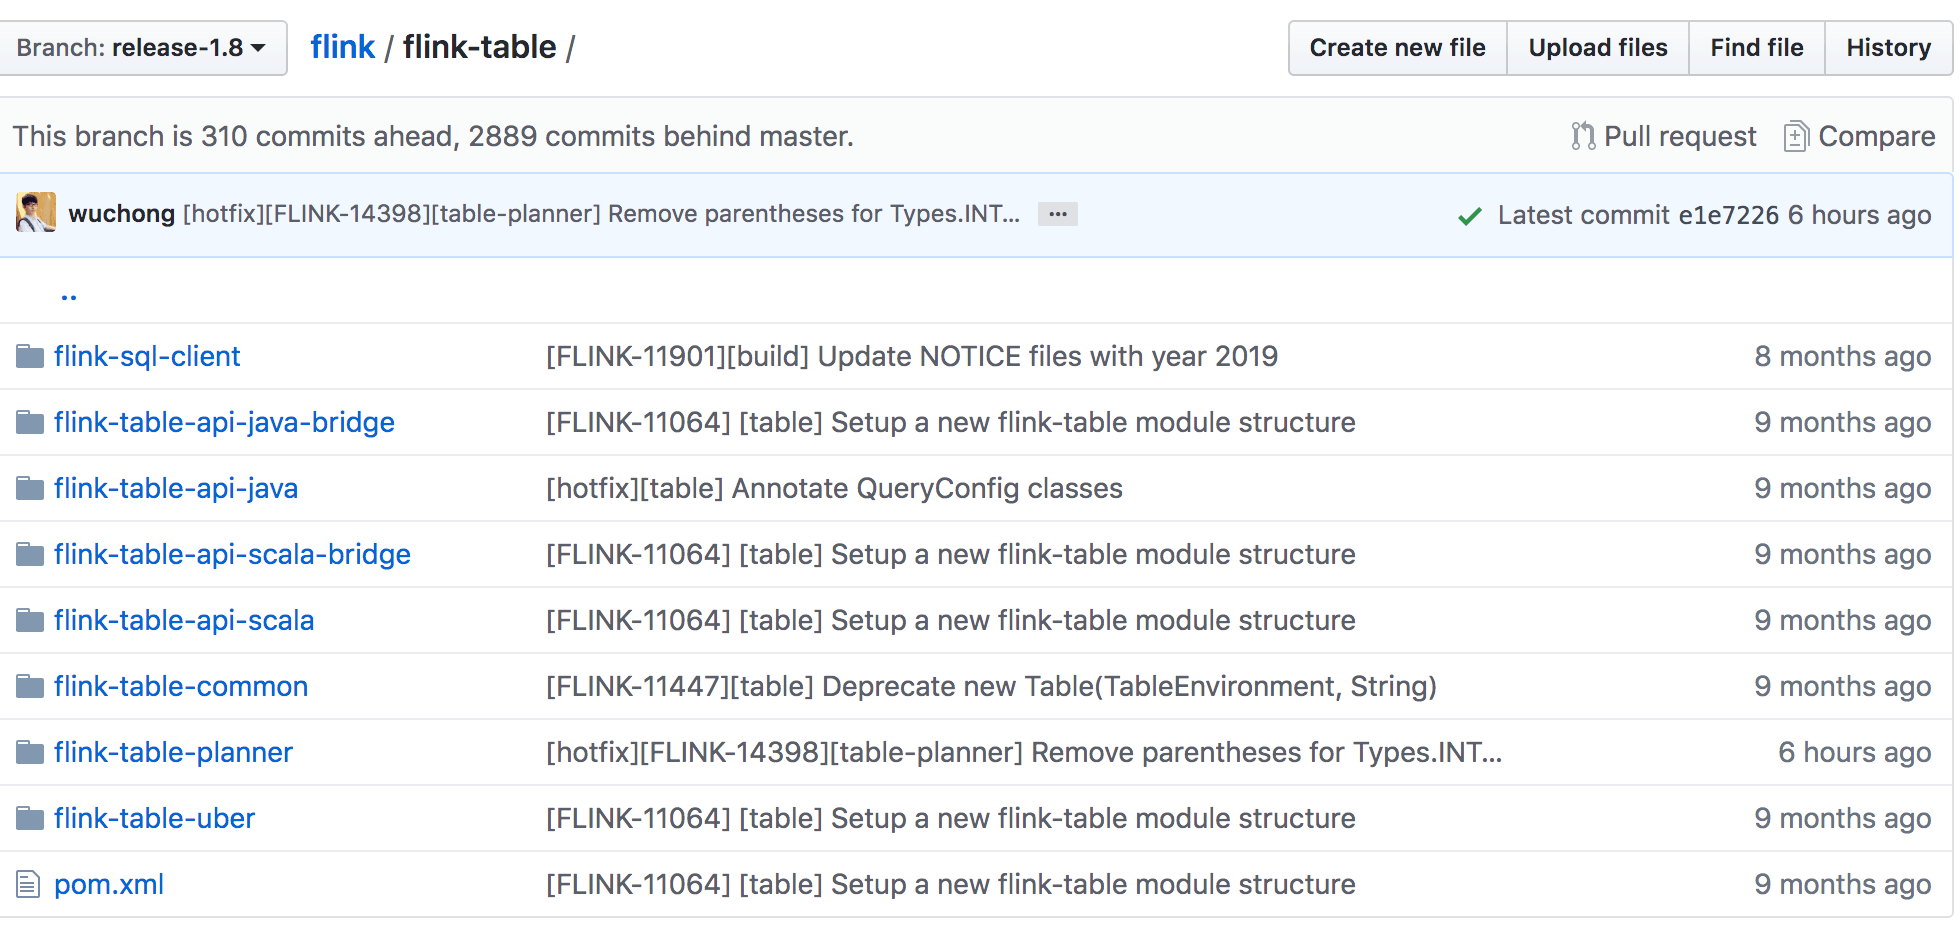 Branch: release-1.8 flink / flink-table / Create new file Upload files Find file History
This branch is 310 commits ahead, 2889 commits behind master. Pull request Compare
wuchong [hotfix][FLINK-14398][table-planner] Remove parentheses for Types.INT... ... Latest commit e1e7226 6 hours ago
..
flink-sql-client [FLINK-11901][build] Update NOTICE files with year 2019 8 months ago
flink-table-api-java-bridge [FLINK-11064] [table] Setup a new flink-table module structure 9 months ago
flink-table-api-java [hotfix][table] Annotate QueryConfig classes 9 months ago
flink-table-api-scala-bridge [FLINK-11064] [table] Setup a new flink-table module structure 9 months ago
flink-table-api-scala [FLINK-11064] [table] Setup a new flink-table module structure 9 months ago
flink-table-common [FLINK-11447][table] Deprecate new Table(TableEnvironment, String) 9 months ago
flink-table-planner [hotfix][FLINK-14398][table-planner] Remove parentheses for Types.INT... 6 hours ago
flink-table-uber [FLINK-11064] [table] Setup a new flink-table module structure 9 months ago
pom.xml [FLINK-11064] [table] Setup a new flink-table module structure 9 months ago